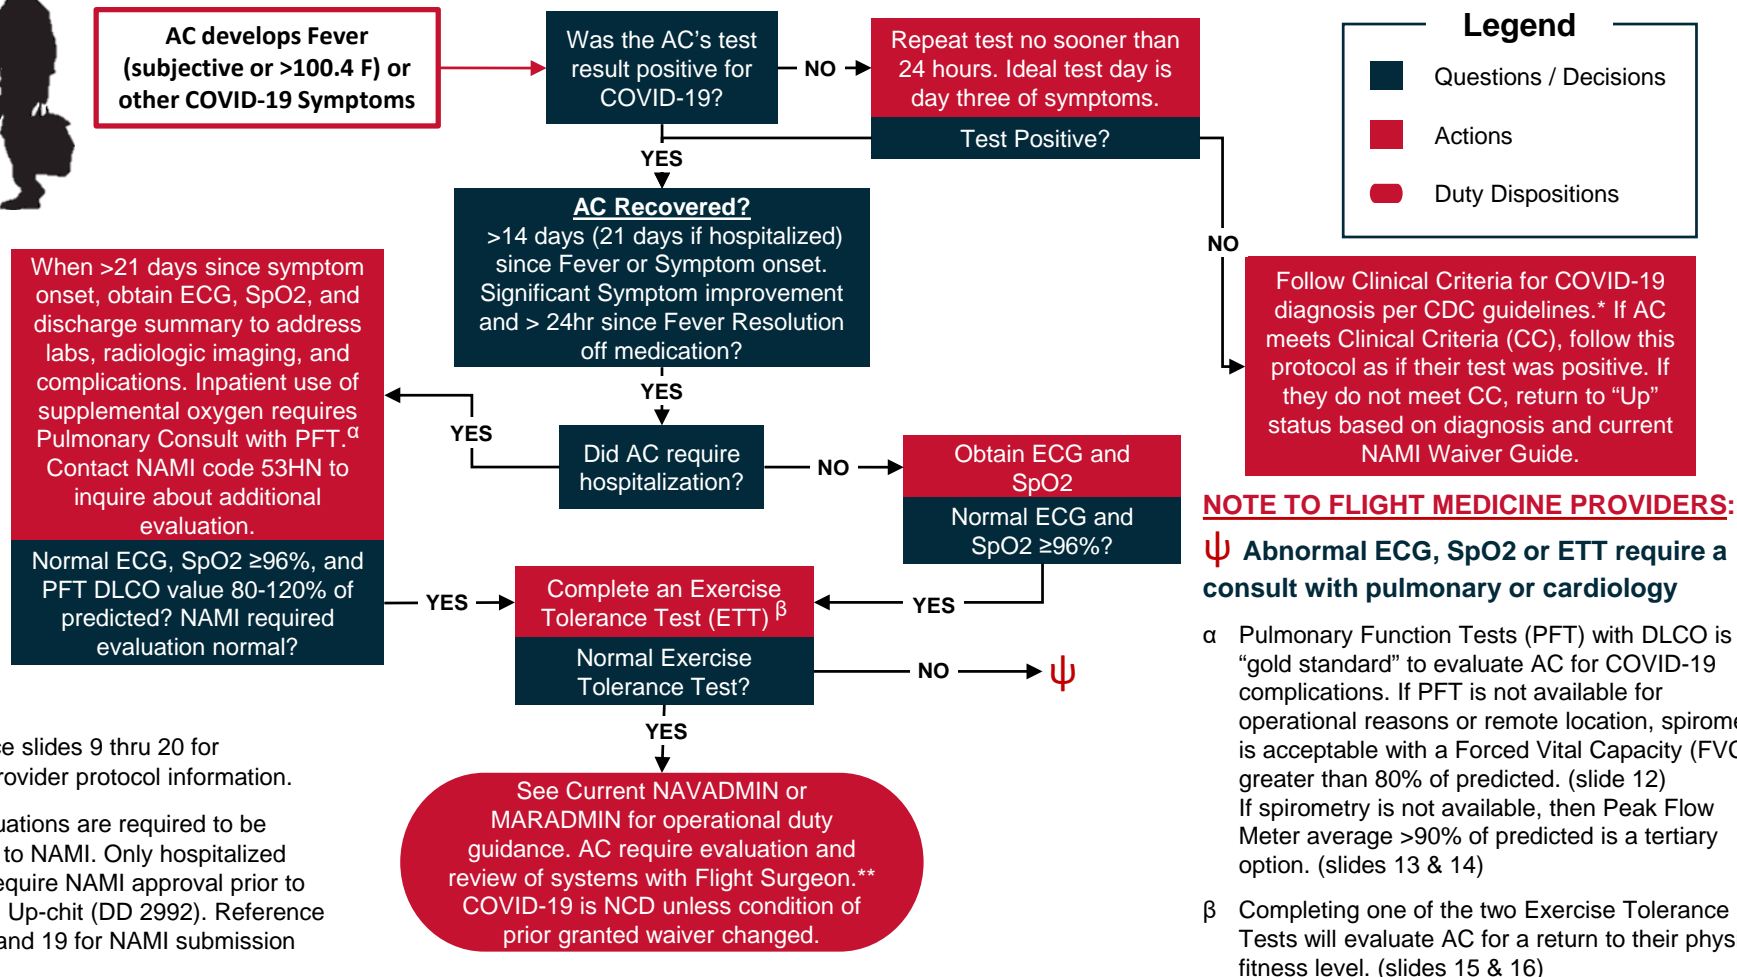 AC develops Fever
(subjective or >100.4 F) or
other COVID-19 Symptoms
Was the AC's test
result positive for
COVID-19?
NO
Repeat test no sooner than
24 hours. Ideal test day is
day three of symptoms.
Test Positive?
Legend
Questions / Decisions
Actions
Duty Dispositions
YES
NO
AC Recovered?
>14 days (21 days if hospitalized)
since Fever or Symptom onset.
Significant Symptom improvement
and > 24hr since Fever Resolution
off medication?
YES
When >21 days since symptom
onset, obtain ECG, SpO2, and
discharge summary to address
labs, radiologic imaging, and
complications. Inpatient use of
supplemental oxygen requires
Pulmonary Consult with PFT.α
Contact NAMI code 53HN to
inquire about additional
evaluation.
Normal ECG, SpO2 ≥96%, and
PFT DLCO value 80-120% of
predicted? NAMI required
evaluation normal?
YES
Did AC require
hospitalization?
NO
Obtain ECG and
SpO2
Normal ECG and
SpO2 ≥96%?
Follow Clinical Criteria for COVID-19
diagnosis per CDC guidelines.* If AC
meets Clinical Criteria (CC), follow this
protocol as if their test was positive. If
they do not meet CC, return to “Up”
status based on diagnosis and current
NAMI Waiver Guide.
YES
Complete an Exercise
Tolerance Test (ETT) β
YES
Normal Exercise
Tolerance Test?
NO
ψ
YES
See Current NAVADMIN or
MARADMIN for operational duty
guidance. AC require evaluation and
review of systems with Flight Surgeon.**
COVID-19 is NCD unless condition of
prior granted waiver changed.
NOTE TO FLIGHT MEDICINE PROVIDERS:
ψ Abnormal ECG, SpO2 or ETT require a
consult with pulmonary or cardiology
α Pulmonary Function Tests (PFT) with DLCO is
“gold standard” to evaluate AC for COVID-19
complications. If PFT is not available for
operational reasons or remote location,
is acceptable with a Forced Vital Capacity
greater than 80% of predicted. (slide 12)
If spirometry is not available, then Peak Flow
Meter average >90% of predicted is a tertiary
option. (slides 13 & 14)
β Completing one of the two Exercise Tolerance
Tests will evaluate AC for a return to their
fitness level. (slides 15 & 16)
slides 9 thru 20 for
protocol information.
are required to be
to NAMI. Only hospitalized
require NAMI approval prior to
Up-chit (DD 2992). Reference
and 19 for NAMI submission